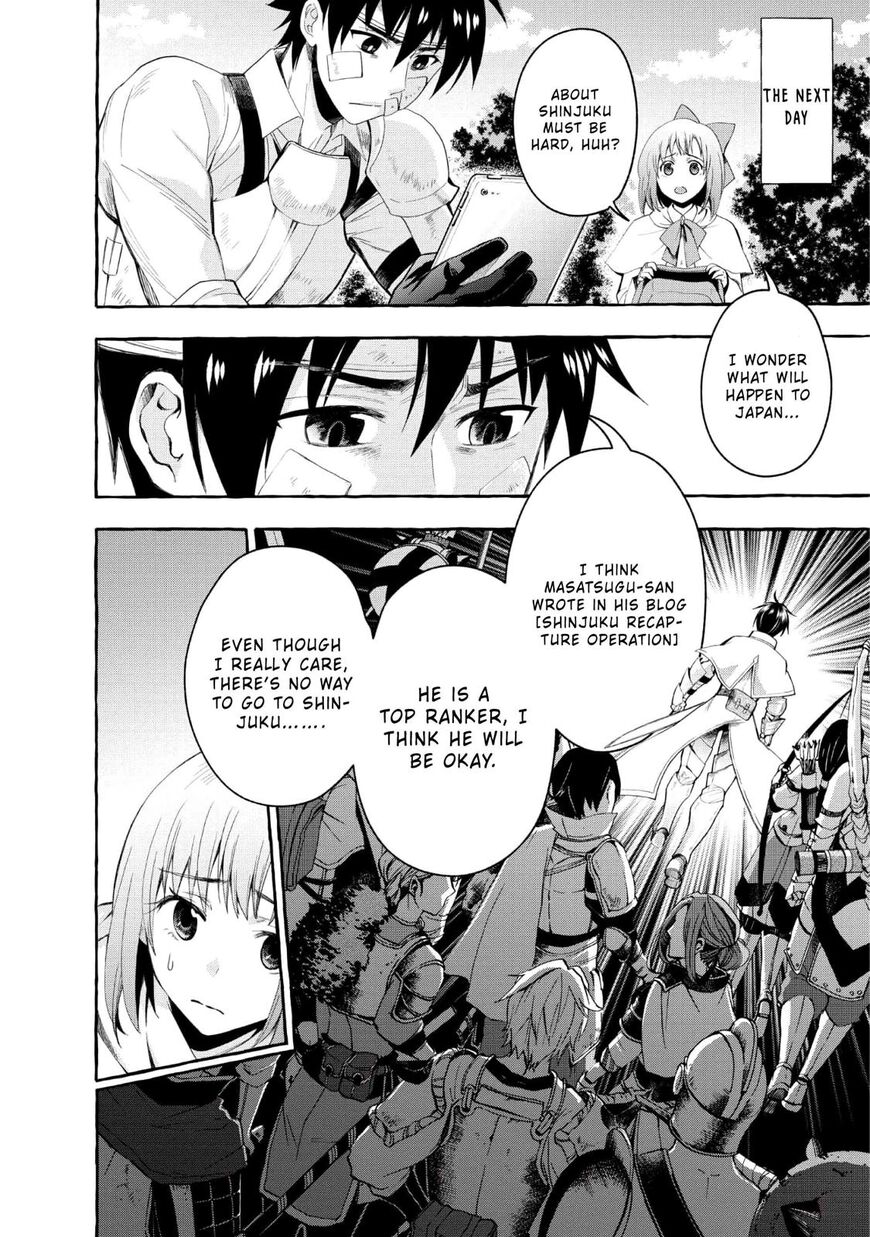 THE NEXT
DAY
ABOUT
SHINJUKU
MUST BE
HARD, HUH?
I WONDER
WHAT WILL
HAPPEN TO
JAPAN...
I THINK
MASATSUGU-SAN
WROTE IN HIS BLOG
[SHINJUKU RECAP-
TURE OPERATION]
HE IS A
TOP RANKER, I
THINK HE WILL
BE OKAY.
EVEN THOUGH
I REALLY CARE,
THERE'S NO WAY
TO GO TO SHIN-
JUKU.......